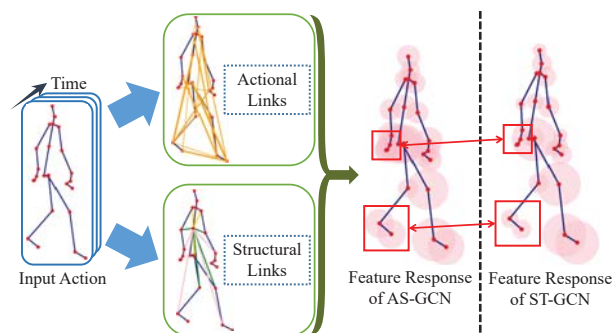 Time
Input Action
Actional
Links
Structural
Links
Feature Response
of AS-GCN
Feature Response
of ST-GCN